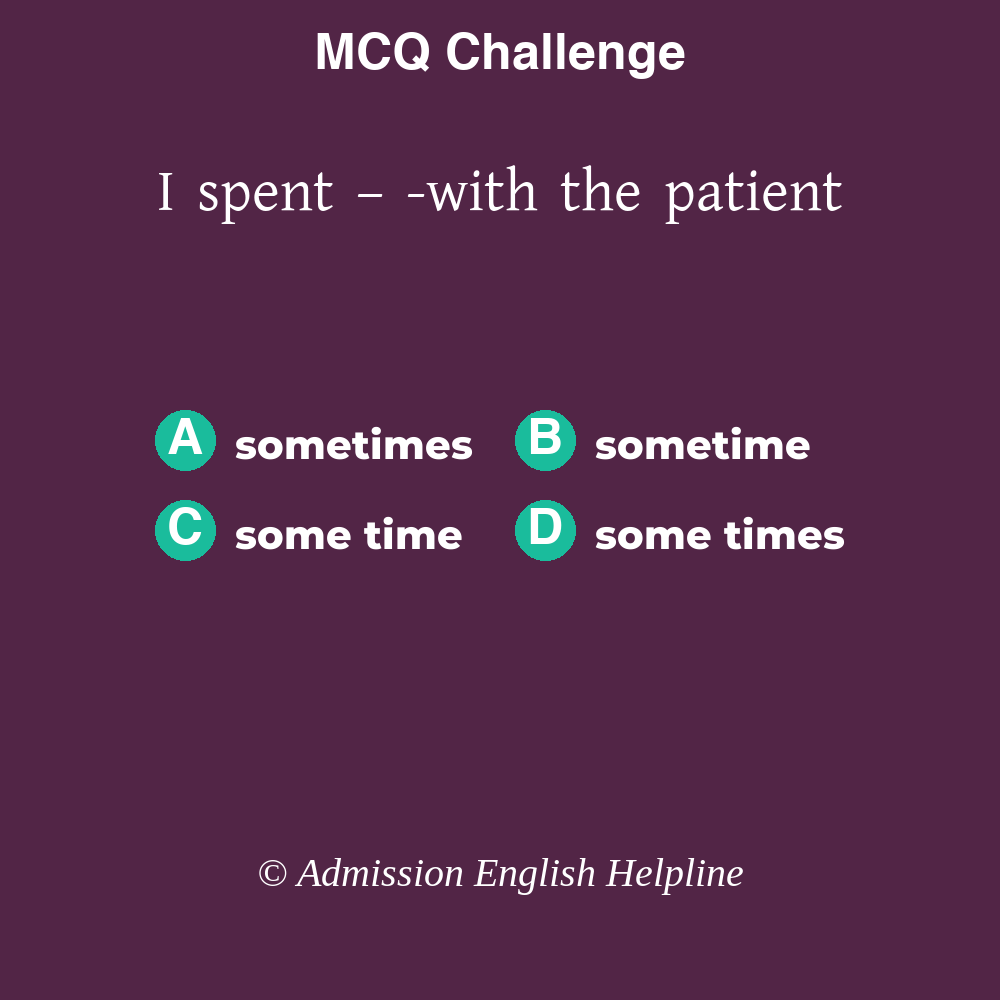 MCQ Challenge
I spent – -with the patient
A sometimes B sometime
C some time D some times
© Admission English Helpline